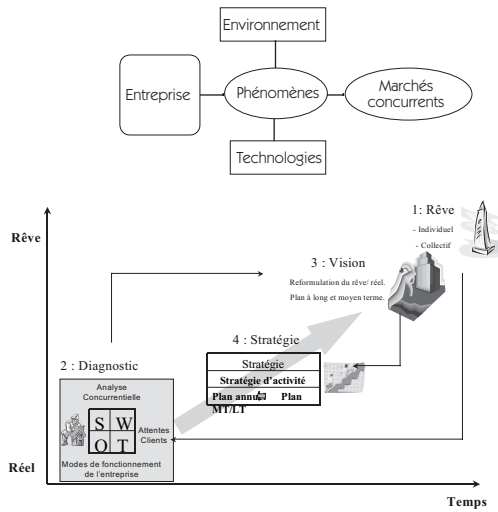 Environnement
Entreprise
Phénomènes
Marchés
concurrents
Technologies
Rêve
1: Rêve
- Individuel
- Collectif
3 : Vision
Reformulation du rêve/ réel.
Plan à long et moyen terme.
4 : Stratégie
Stratégie
Stratégie d'activité
Plan annu Plan
MT/LT
2 : Diagnostic
Analyse
Concurrentielle
S W
O T
Attentes
Clients
Modes de fonctionnement
de l'entreprise
Réel
Temps